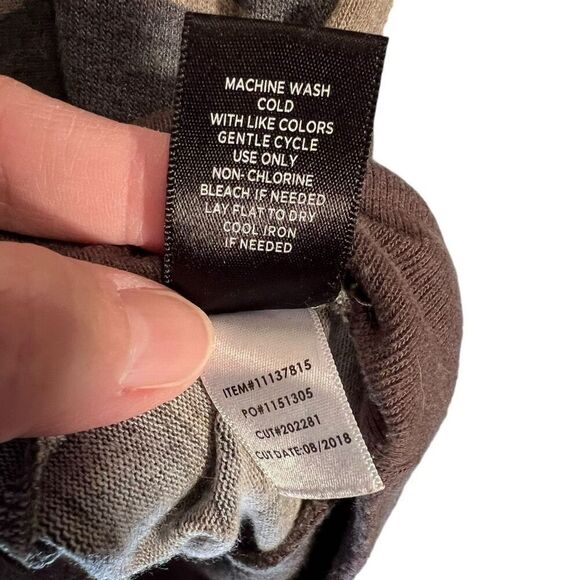 MACHINE WASH
COLD
WITH LIKE COLORS
GENTLE CYCLE
USE ONLY
NON-CHLORINE
BLEACH IF NEEDED
LAY FLAT TO DRY
COOL IRON
IF NEEDED
ITEM#11137815
PO#1151305
CUT#202281
CUT DATE:08/2018